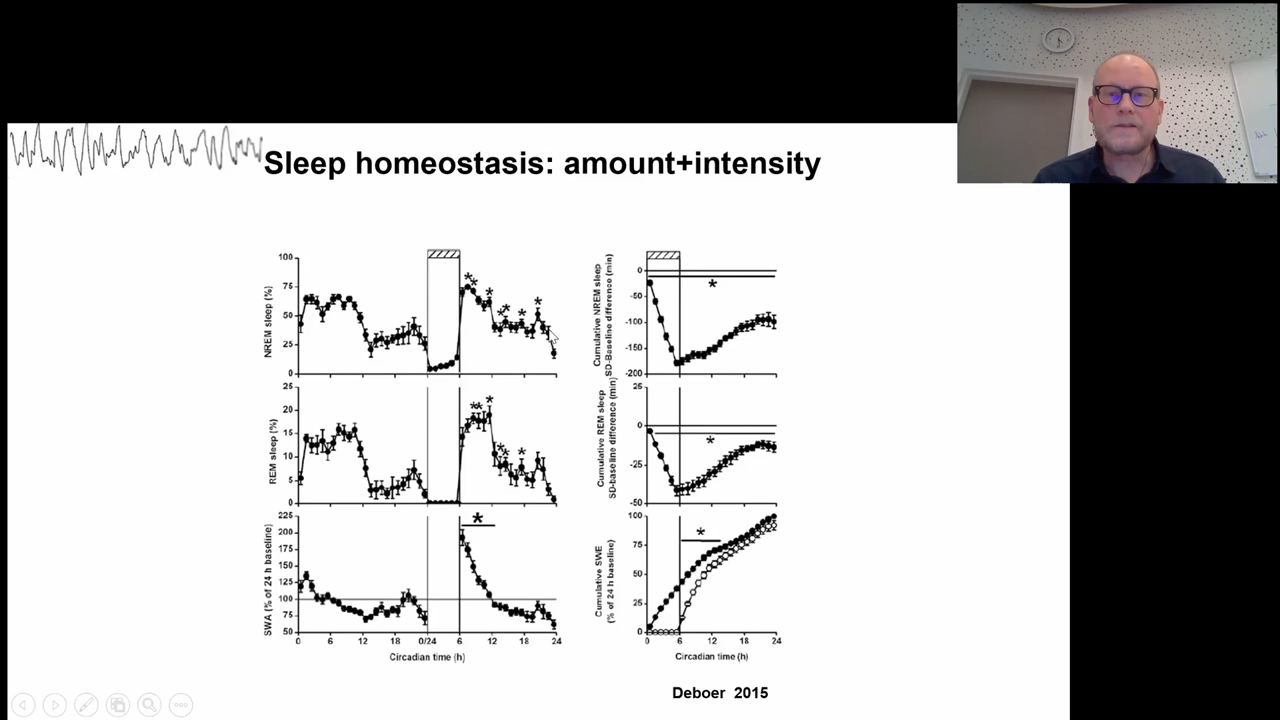 Sleep homeostasis: amount+intensity
NREM sleep (%)
100
75
50
25
0
* * * * * * *
REM sleep (%)
25
20
15
10
5
0
* * * * * *
SWA (% of 24 h baseline)
225
200
175
150
125
100
75
50
*
0 6 12 18 0/24 6 12 18 24
Circadian time (h)
Cumulative NREM sleep
SD-Baseline difference (min)
0
-50
-100
-150
-200
*
Cumulative REM sleep
SD-baseline difference (min)
25
0
-25
-50
*
Cumulative SWE
(% of 24 h baseline)
100
75
50
25
0
*
0 6 12 18 24
Circadian time (h)
Deboer 2015